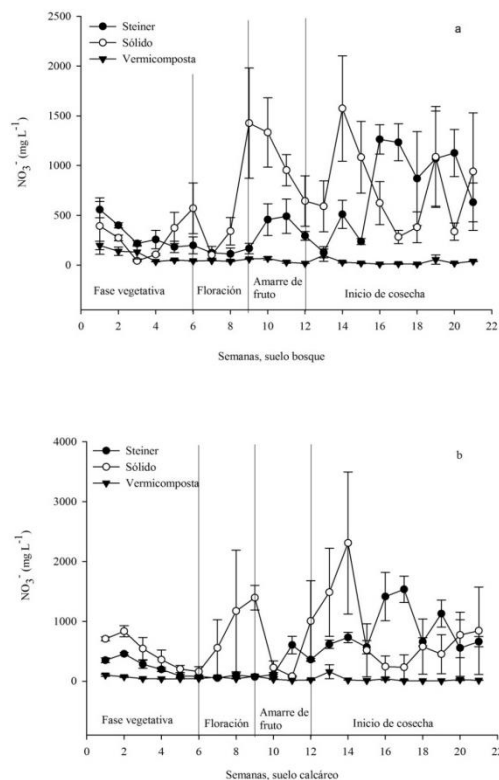 a
Steiner
Sólido
Vermicomposta
2500
2000
1500
1000
500
0
NO₃⁻ (mg L⁻¹)
Fase vegetativa
Floración
Amarre de
fruto
Inicio de cosecha
0 2 4 6 8 10 12 14 16 18 20 22
Semanas, suelo bosque
b
Steiner
Sólido
Vermicomposta
4000
3000
2000
1000
0
NO₃⁻ (mg L⁻¹)
Fase vegetativa
Floración
Amarre
de fruto
Inicio de cosecha
0 2 4 6 8 10 12 14 16 18 20 22
Semanas, suelo calcáreo